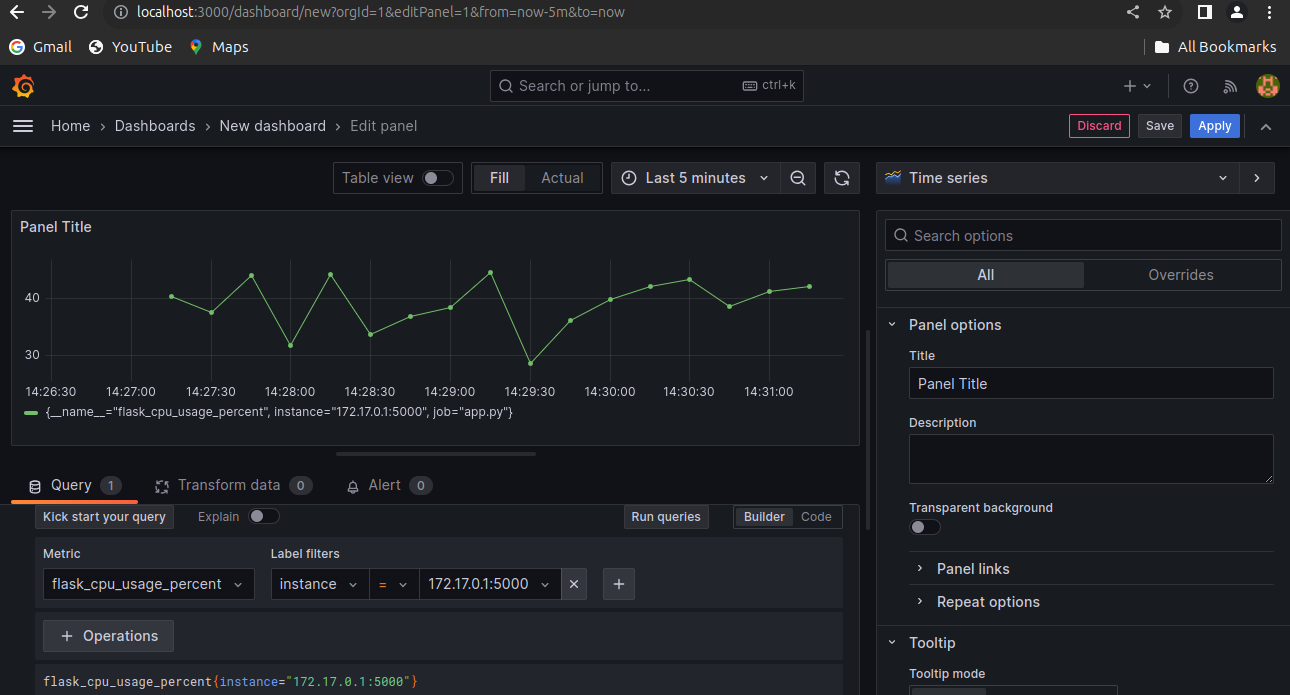 localhost:3000/dashboard/new?orgId=1&editPanel=1&from=now-5m&to=now
Gmail YouTube Maps All Bookmarks
Search or jump to... ctrl+k
Home › Dashboards › New dashboard › Edit panel Discard Save Apply
Table view Fill Actual Last 5 minutes Time series
Panel Title
Search options
All Overrides
40
30
14:26:30 14:27:00 14:27:30 14:28:00 14:28:30 14:29:00 14:29:30 14:30:00 14:30:30 14:31:00
{__name__="flask_cpu_usage_percent", instance="172.17.0.1:5000", job="app.py"}
Panel options
Title
Panel Title
Description
Transparent background
Panel links
Repeat options
Tooltip
Tooltip mode
Query 1 Transform data 0 Alert 0
Kick start your query Explain Run queries Builder Code
Metric Label filters
flask_cpu_usage_percent instance = 172.17.0.1:5000
+ Operations
flask_cpu_usage_percent{instance="172.17.0.1:5000"}